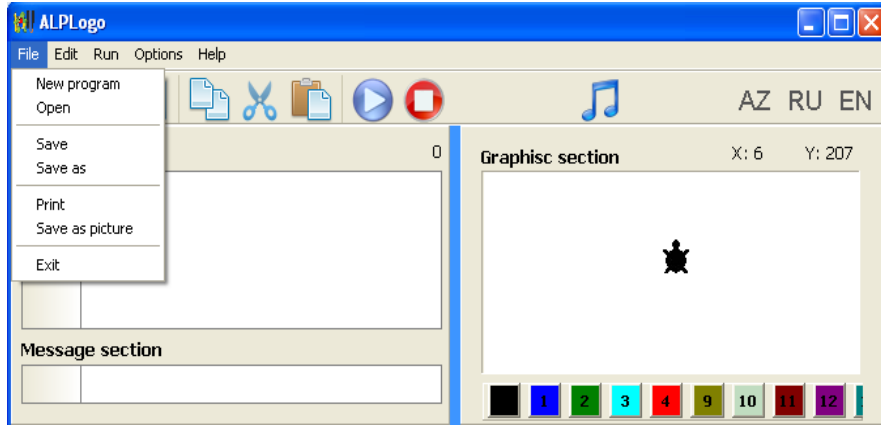 ALPLogo
File Edit Run Options Help
New program
Open
Save
Save as
Print
Save as picture
Exit
AZ RU EN
0
Graphisc section X: 6 Y: 207
Message section
1 2 3 4 9 10 11 12